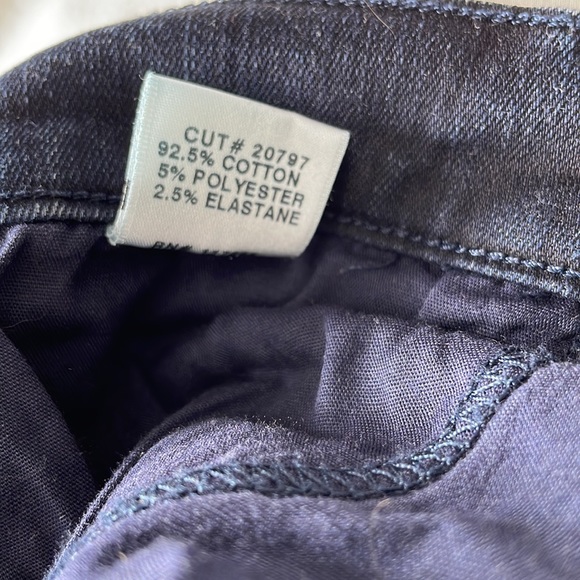 CUT# 20797
92.5% COTTON
5% POLYESTER
2.5% ELASTANE